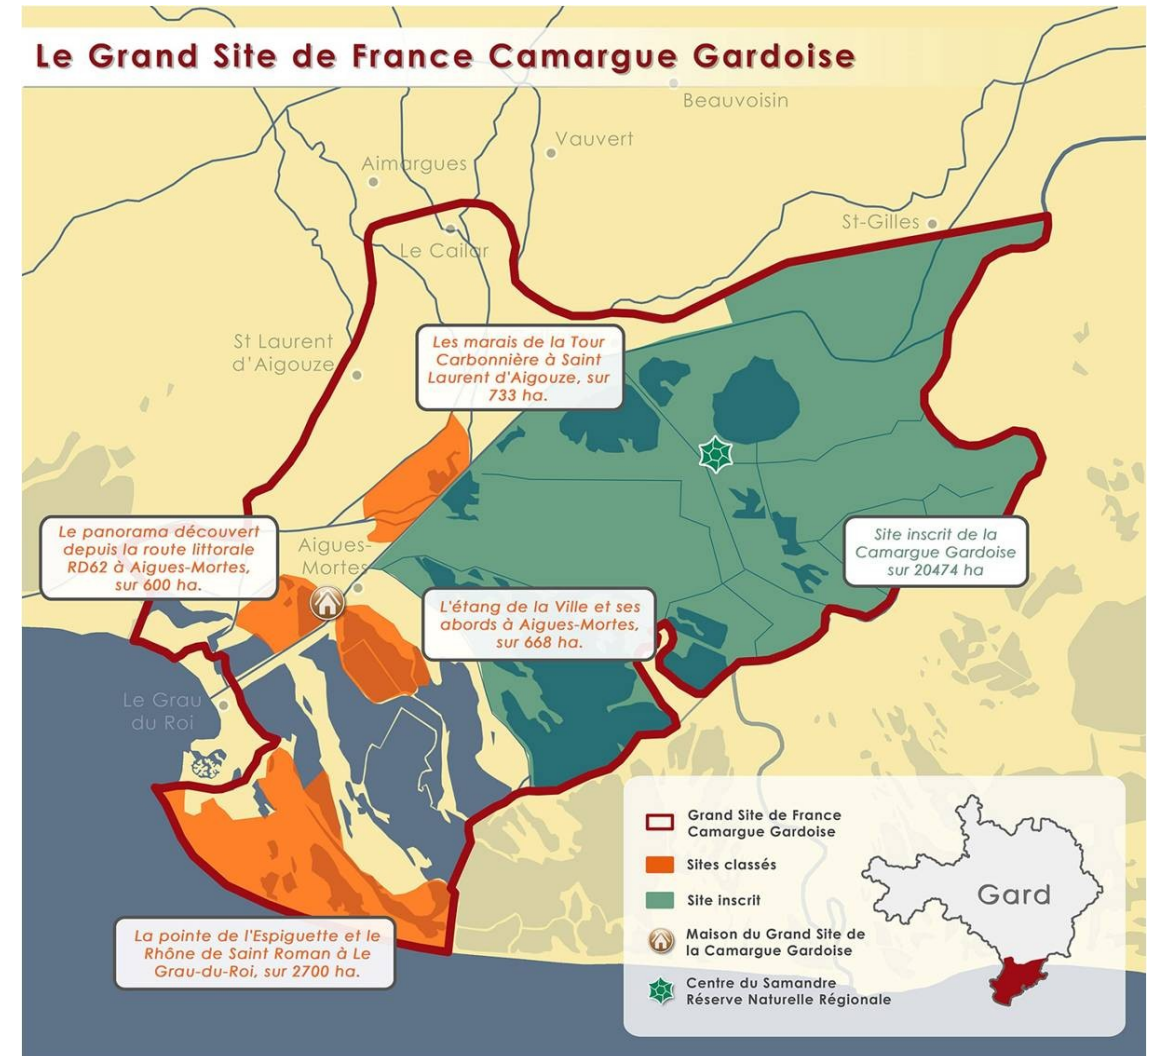 Le Grand Site de France Camargue Gardoise
Beauvoisin
Vauvert
Aimargues
St-Gilles
Le Cailar
St Laurent
d'Aigouze
Les marais de la Tour
Carbonnière à Saint
Laurent d'Aigouze, sur
733 ha.
Le panorama découvert
depuis la route littorale
RD62 à Aigues-Mortes,
sur 600 ha.
Aigues-
Mortes
Site inscrit de la
Camargue Gardoise
sur 20474 ha
L'étang de la Ville et ses
abords à Aigues-Mortes,
sur 668 ha.
Le Grau
du Roi
La pointe de l'Espiguette et le
Rhône de Saint Roman à Le
Grau-du-Roi, sur 2700 ha.
Grand Site de France
Camargue Gardoise
Sites classés
Site inscrit
Maison du Grand Site de
la Camargue Gardoise
Centre du Samandre
Réserve Naturelle Régionale
Gard